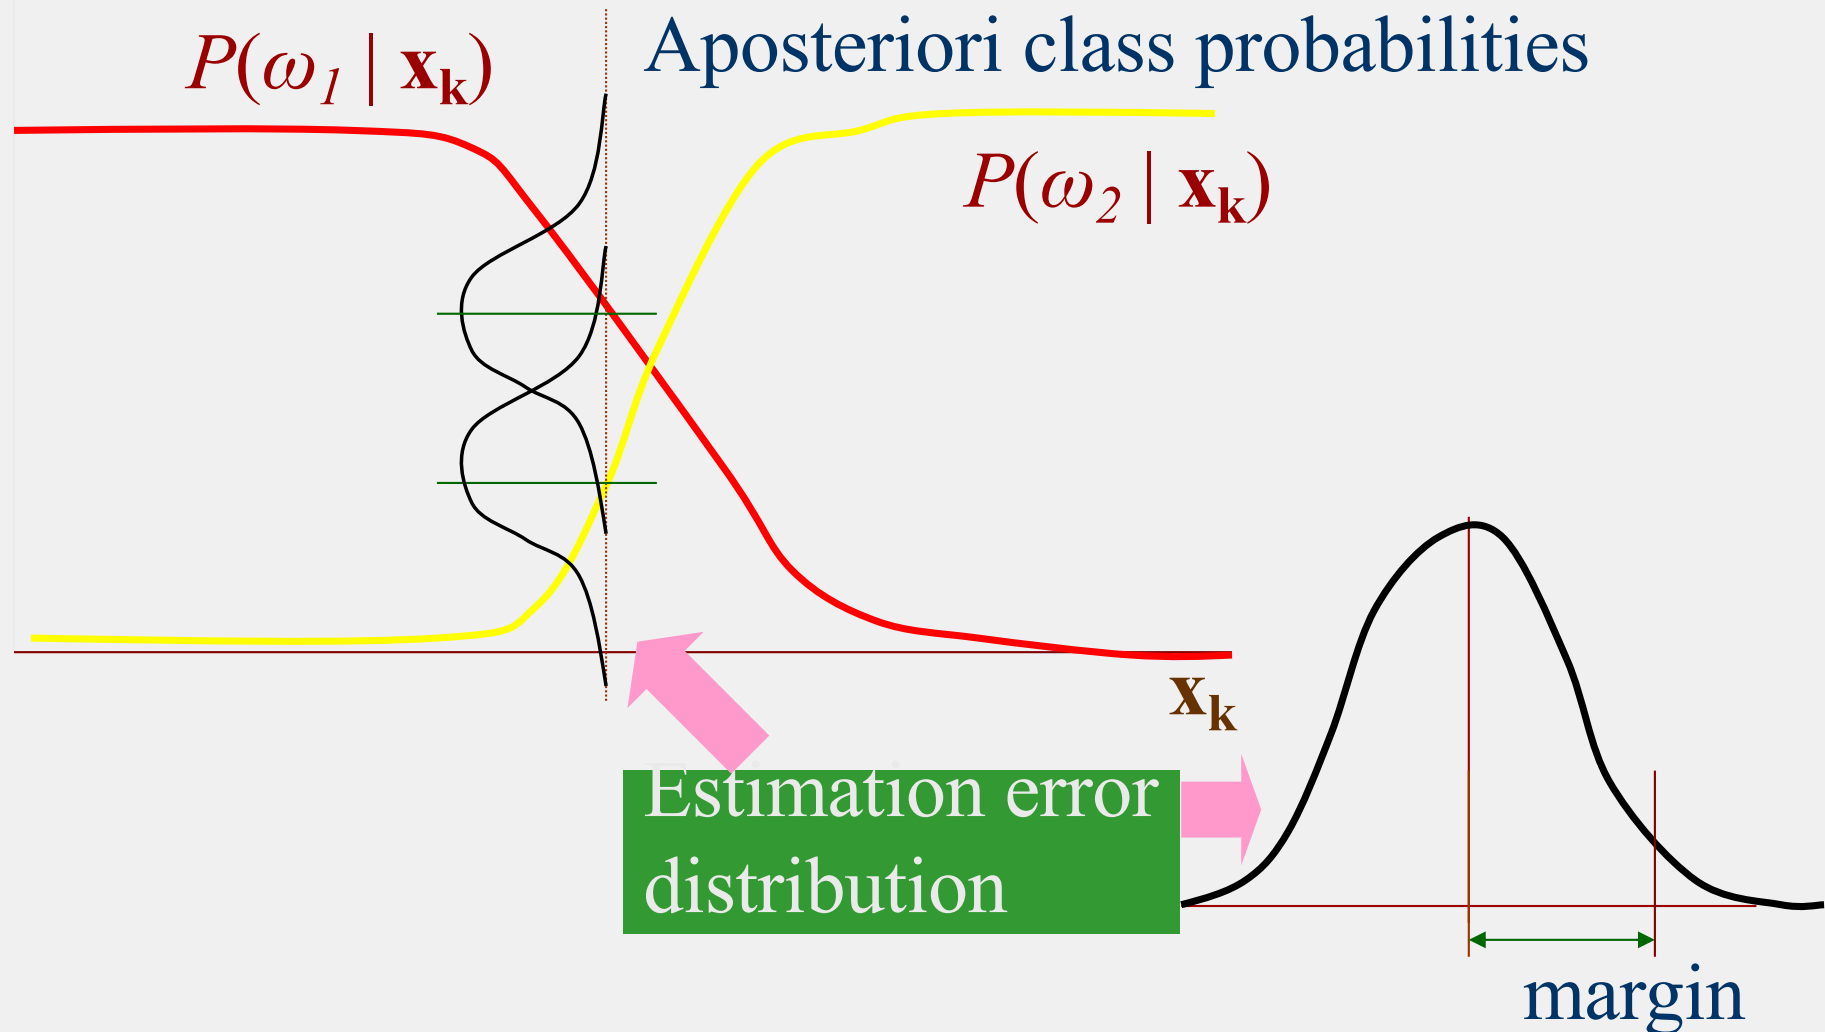 Aposteriori class probabilities
P(ω1 | xk)
P(ω2 | xk)
xk
Estimation error
distribution
margin